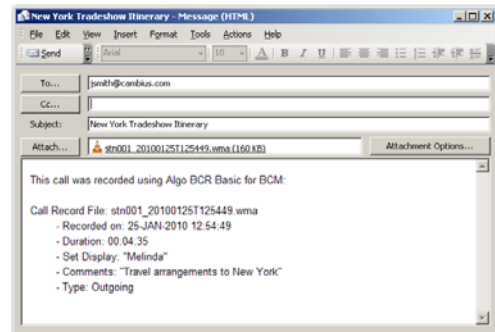 New York Tradeshow Itinerary - Message (HTML)
File Edit View Insert Format Tools Actions Help
Send Arial 10 A B I U
To... jsmith@cambius.com
Cc...
Subject: New York Tradeshow Itinerary
Attach... stn001_20100125T125449.wma (160 KB) Attachment Options...
This call was recorded using Algo BCR Basic for BCM:
Call Record File: stn001_20100125T125449.wma
- Recorded on: 25-JAN-2010 12:54:49
- Duration: 00:04:35
- Set Display: "Melinda"
- Comments: "Travel arrangements to New York"
- Type: Outgoing